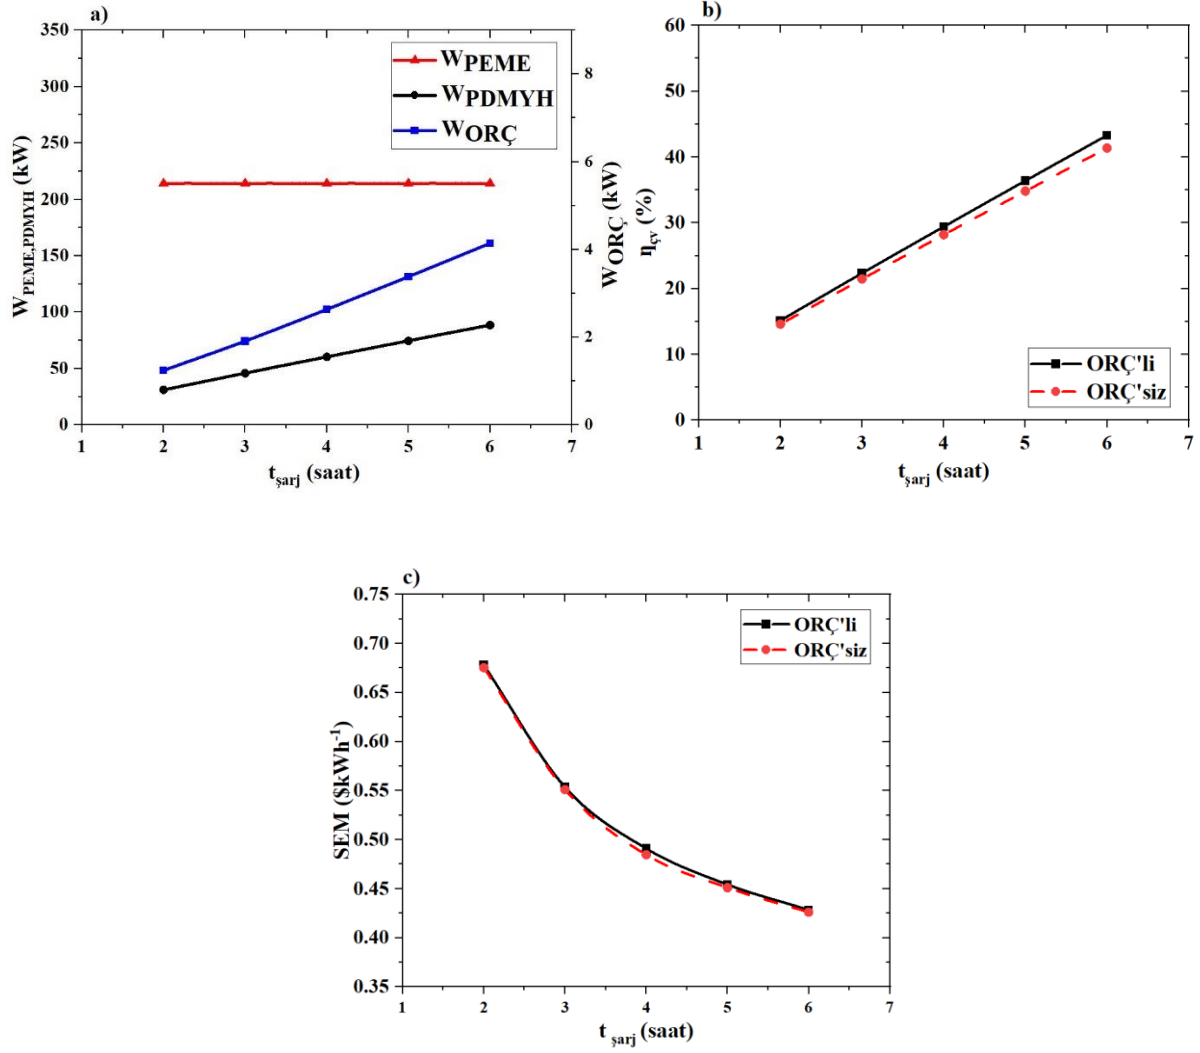 a)
350
300
250
200
150
100
50
0
W_PEME,PDMYH (kW)
W_PEME
W_PDMYH
W_ORÇ
8
6
4
2
0
W_ORÇ (kW)
1 2 3 4 5 6 7
t_şarj (saat)
b)
60
50
40
30
20
10
0
η_çv (%)
ORÇ'li
ORÇ'siz
1 2 3 4 5 6 7
t_şarj (saat)
c)
0.75
0.70
0.65
0.60
0.55
0.50
0.45
0.40
0.35
SEM ($kWh⁻¹)
ORÇ'li
ORÇ'siz
1 2 3 4 5 6 7
t_şarj (saat)